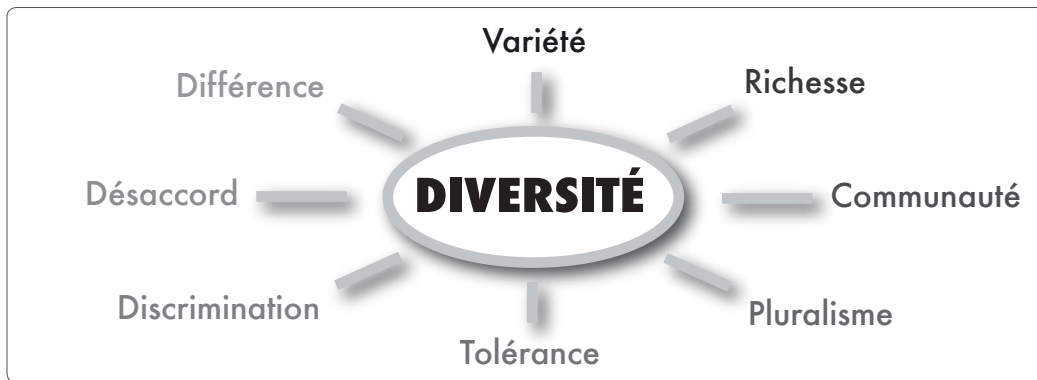 Variété
Différence
Richesse
Désaccord
DIVERSITÉ
Communauté
Discrimination
Pluralisme
Tolérance